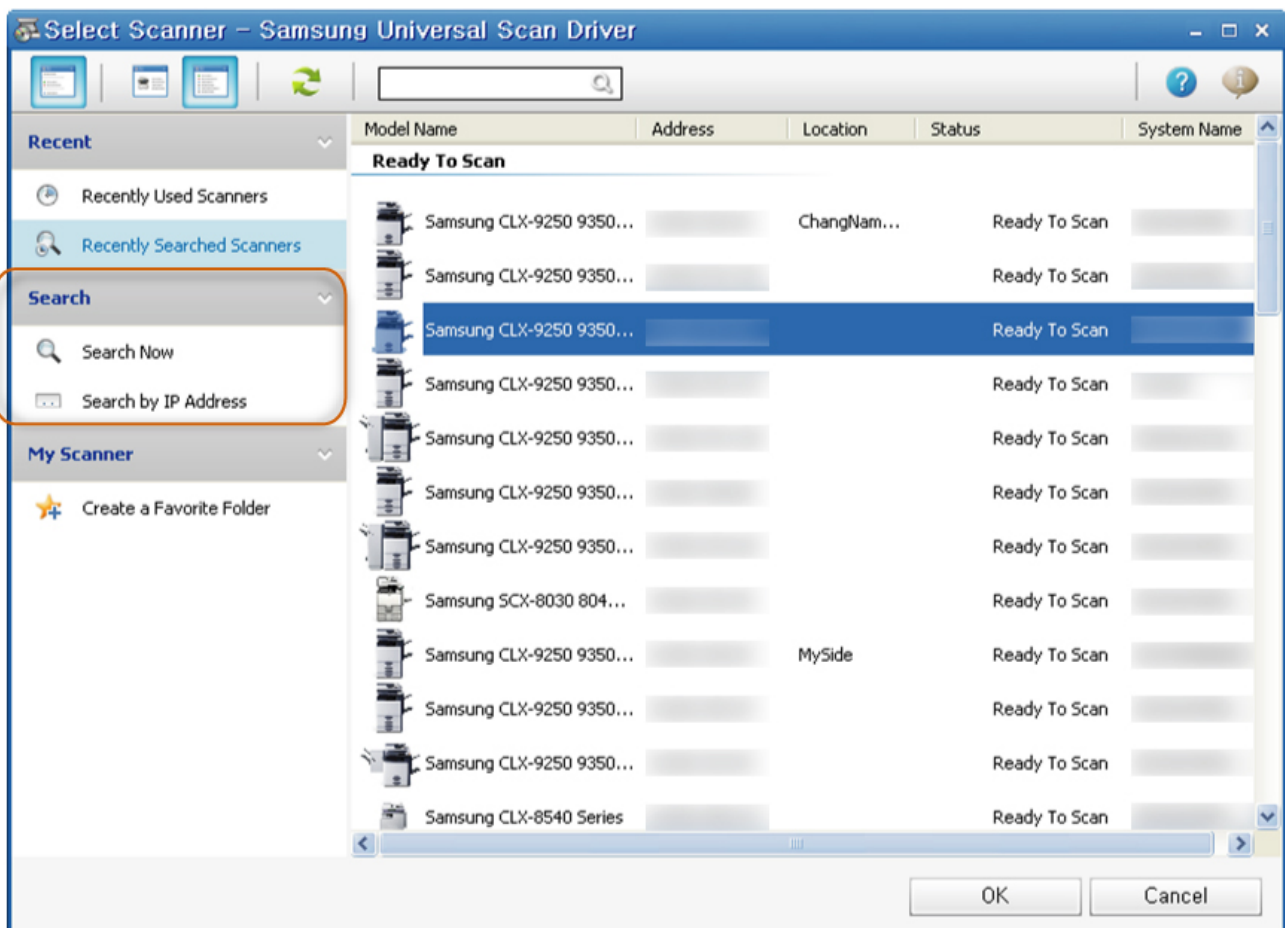 Select Scanner - Samsung Universal Scan Driver
Recent
Recently Used Scanners
Recently Searched Scanners
Search
Search Now
Search by IP Address
My Scanner
Create a Favorite Folder
Model Name Address Location Status System Name
Ready To Scan
Samsung CLX-9250 9350... ChangNam... Ready To Scan
Samsung CLX-9250 9350... Ready To Scan
Samsung CLX-9250 9350... Ready To Scan
Samsung CLX-9250 9350... Ready To Scan
Samsung CLX-9250 9350... Ready To Scan
Samsung CLX-9250 9350... Ready To Scan
Samsung CLX-9250 9350... Ready To Scan
Samsung SCX-8030 804... Ready To Scan
Samsung CLX-9250 9350... MySide Ready To Scan
Samsung CLX-9250 9350... Ready To Scan
Samsung CLX-9250 9350... Ready To Scan
Samsung CLX-8540 Series Ready To Scan
OK Cancel